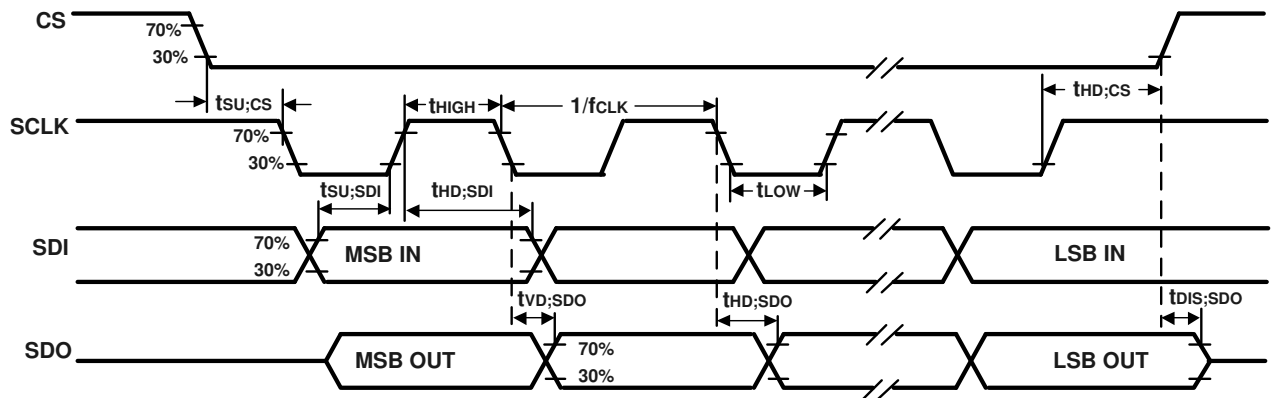 CS
70%
30%
tSU;CS
tHIGH
1/fCLK
tHD;CS
SCLK
70%
30%
tSU;SDI
tHD;SDI
tLOW
SDI
70%
30%
MSB IN
LSB IN
tVD;SDO
tHD;SDO
tDIS;SDO
SDO
MSB OUT
70%
30%
LSB OUT